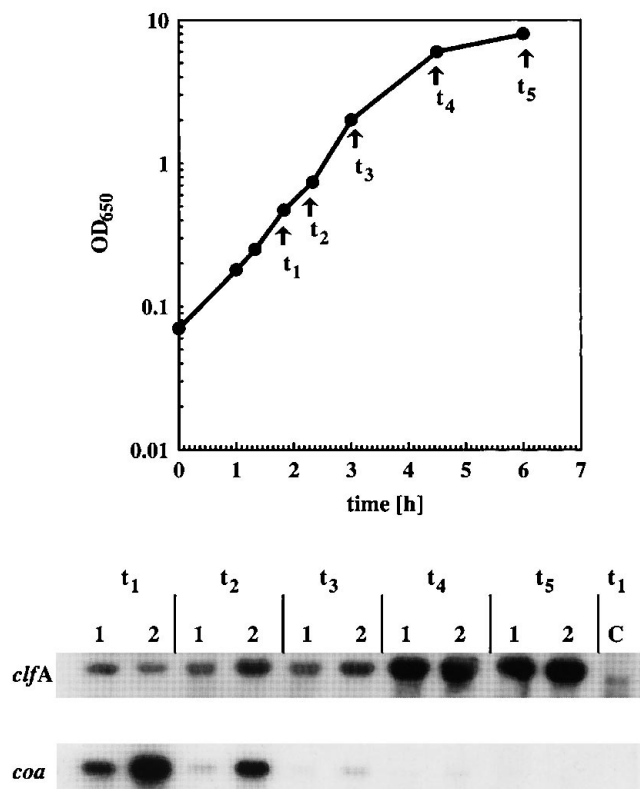 10
1
0.1
0.01
OD650
t1
t2
t3
t4
t5
0 1 2 3 4 5 6 7
time [h]
t1 t2 t3 t4 t5 t1
1 2 1 2 1 2 1 2 1 2 C
clfA
coa